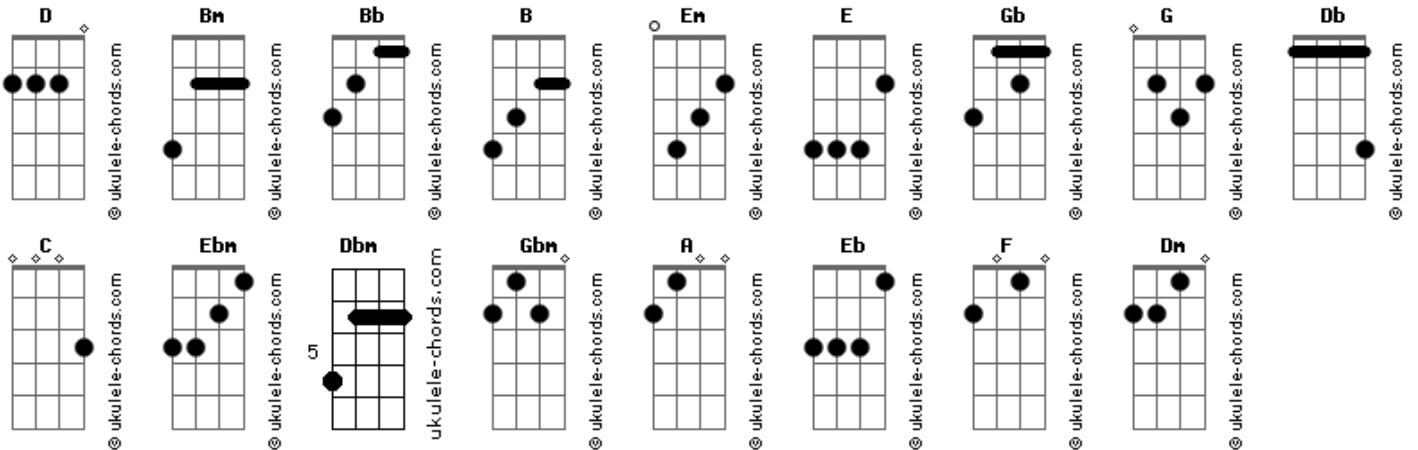 D Bm Bb B Em E Gb G Db
© ukulele-chords.com © ukulele-chords.com © ukulele-chords.com © ukulele-chords.com © ukulele-chords.com © ukulele-chords.com © ukulele-chords.com © ukulele-chords.com © ukulele-chords.com
C Ebm Dbm Gbm A Eb F Dm
5
© ukulele-chords.com © ukulele-chords.com ukulele-chords.com © ukulele-chords.com © ukulele-chords.com © ukulele-chords.com © ukulele-chords.com © ukulele-chords.com